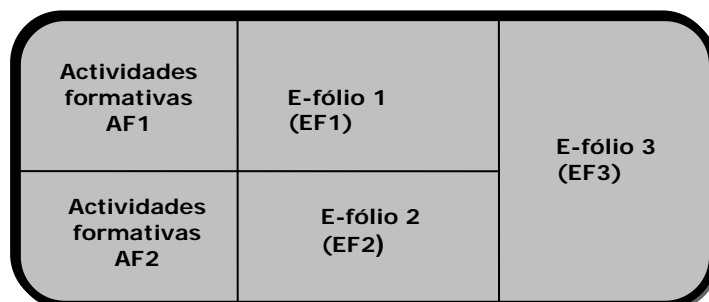 Actividades
formativas
AF1
E-fólio 1
(EF1)
E-fólio 3
(EF3)
Actividades
formativas
AF2
E-fólio 2
(EF2)